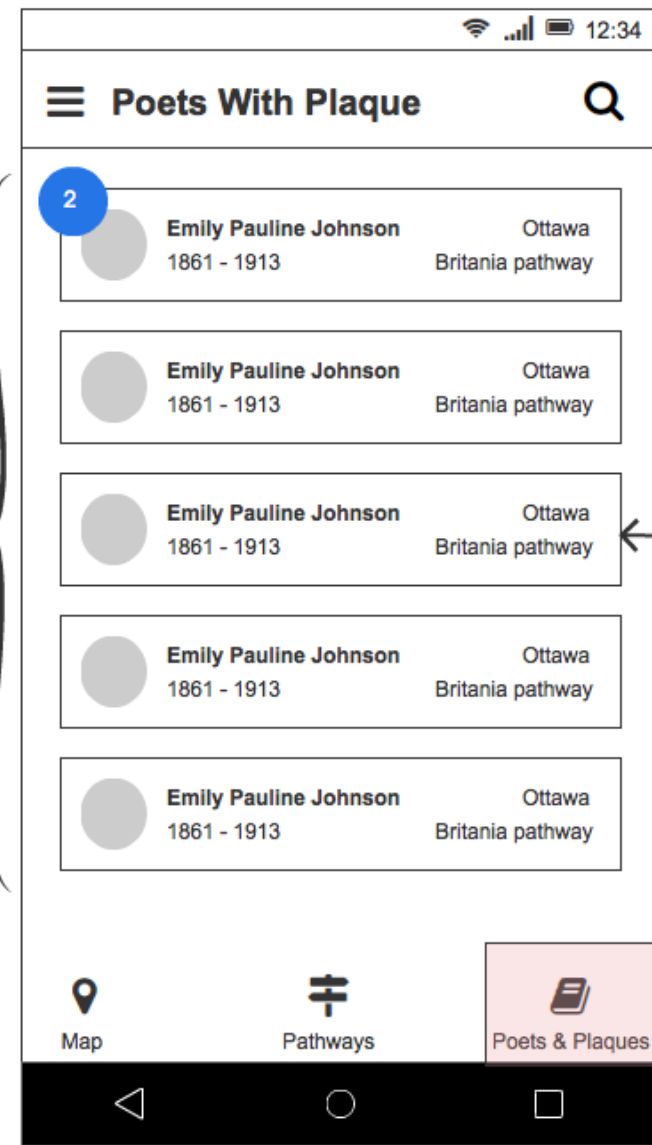 12:34
Poets With Plaque
2
Emily Pauline Johnson Ottawa
1861 - 1913 Britania pathway
Emily Pauline Johnson Ottawa
1861 - 1913 Britania pathway
Emily Pauline Johnson Ottawa
1861 - 1913 Britania pathway
Emily Pauline Johnson Ottawa
1861 - 1913 Britania pathway
Emily Pauline Johnson Ottawa
1861 - 1913 Britania pathway
Map Pathways Poets & Plaques